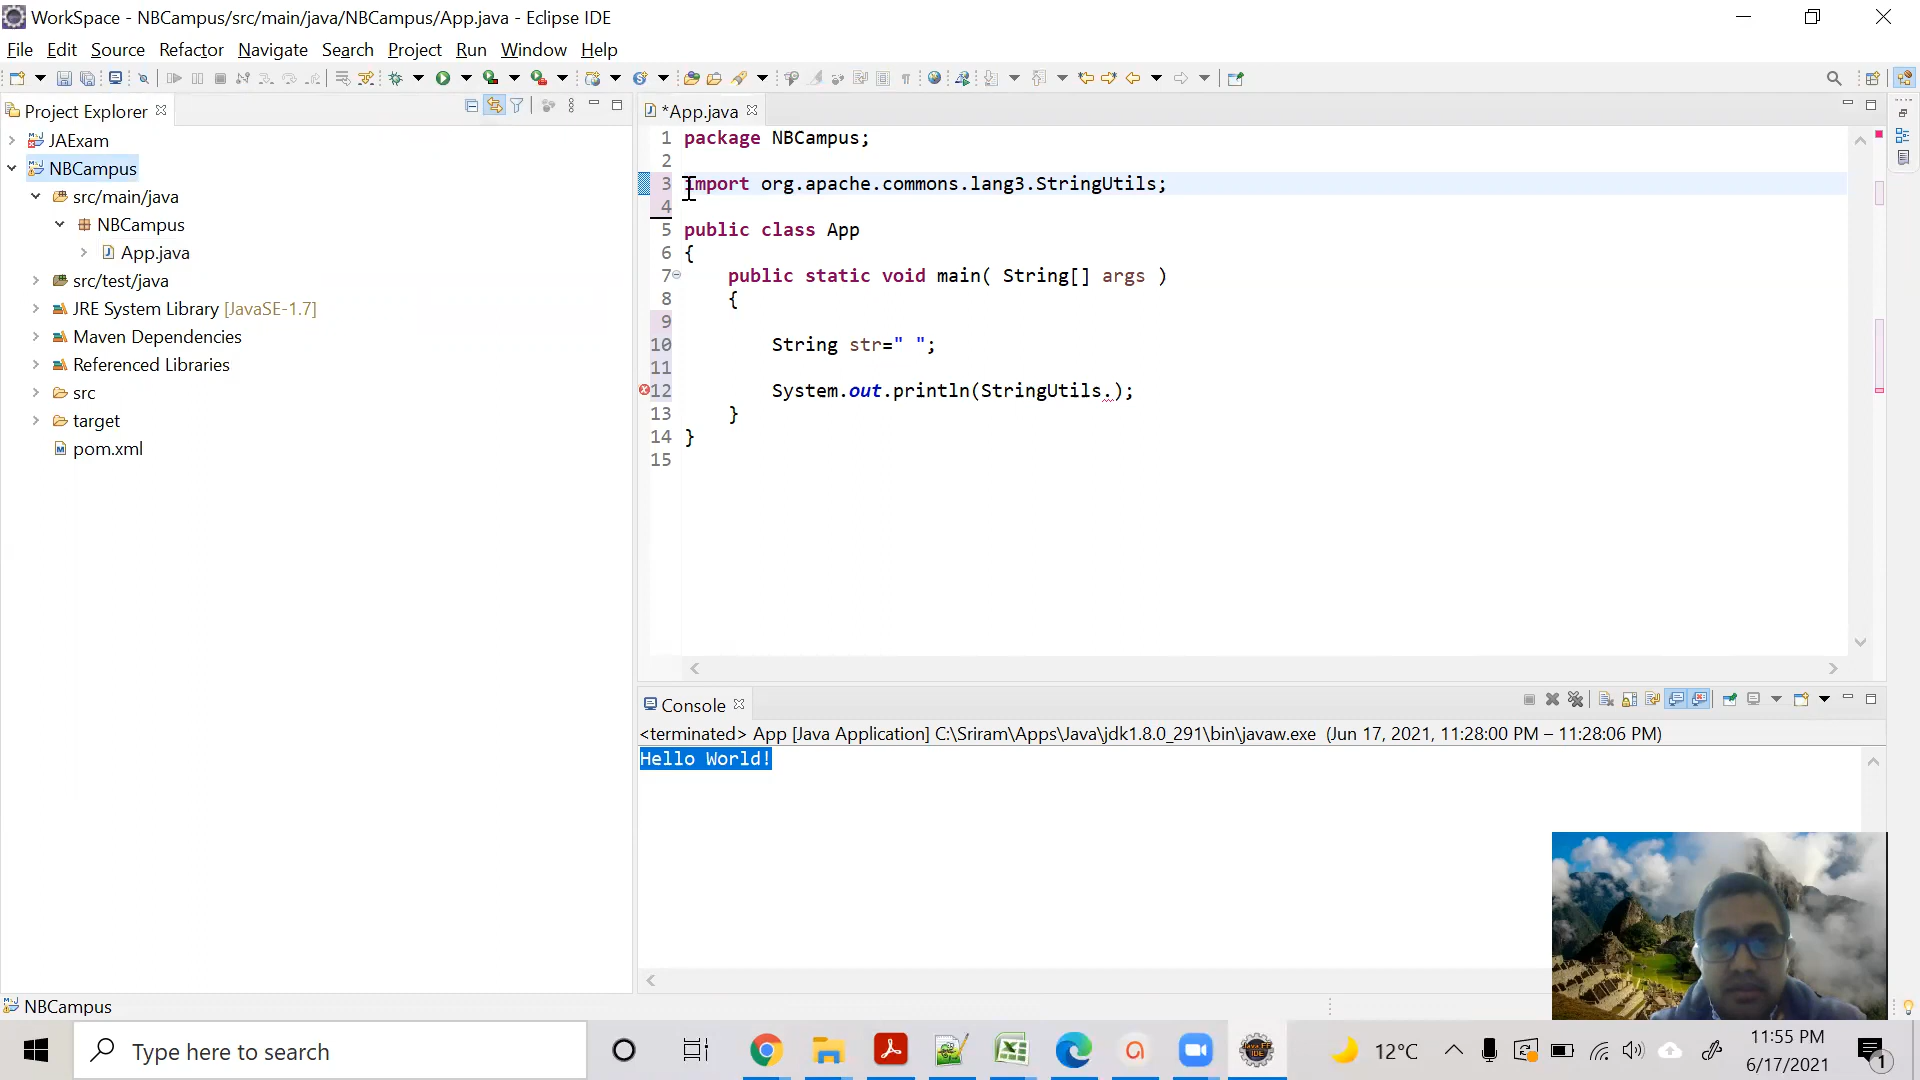 WorkSpace - NBCampus/src/main/java/NBCampus/App.java - Eclipse IDE
File Edit Source Refactor Navigate Search Project Run Window Help
Project Explorer
JAExam
NBCampus
src/main/java
NBCampus
App.java
src/test/java
JRE System Library [JavaSE-1.7]
Maven Dependencies
Referenced Libraries
src
target
pom.xml
*App.java
1 package NBCampus;
2
3 import org.apache.commons.lang3.StringUtils;
4
5 public class App
6 {
7 public static void main( String[] args )
8 {
9
10 String str=" ";
11
12 System.out.println(StringUtils.);
13 }
14 }
15
Console
<terminated> App [Java Application] C:\Sriram\Apps\Java\jdk1.8.0_291\bin\javaw.exe (Jun 17, 2021, 11:28:00 PM – 11:28:06 PM)
Hello World!
NBCampus
Type here to search
12°C
11:55 PM
6/17/2021
1